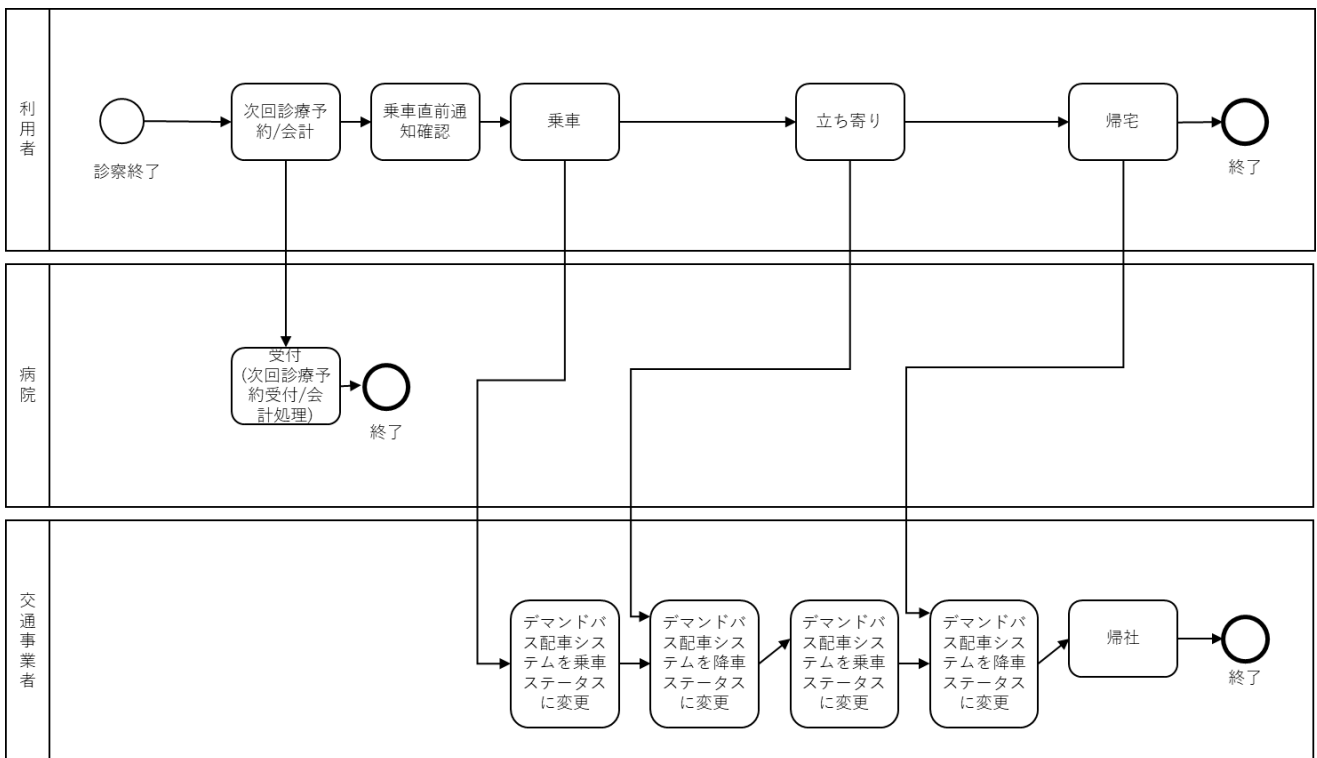 利用者
診察終了
次回診療予
約/会計
乗車直前通
知確認
乗車
立ち寄り
帰宅
終了
病院
受付
(次回診療予
約受付/会
計処理)
終了
交通事業者
デマンドバ
ス配車シス
テムを乗車
ステータス
に変更
デマンドバ
ス配車シス
テムを降車
ステータス
に変更
デマンドバ
ス配車シス
テムを乗車
ステータス
に変更
デマンドバ
ス配車シス
テムを降車
ステータス
に変更
帰社
終了